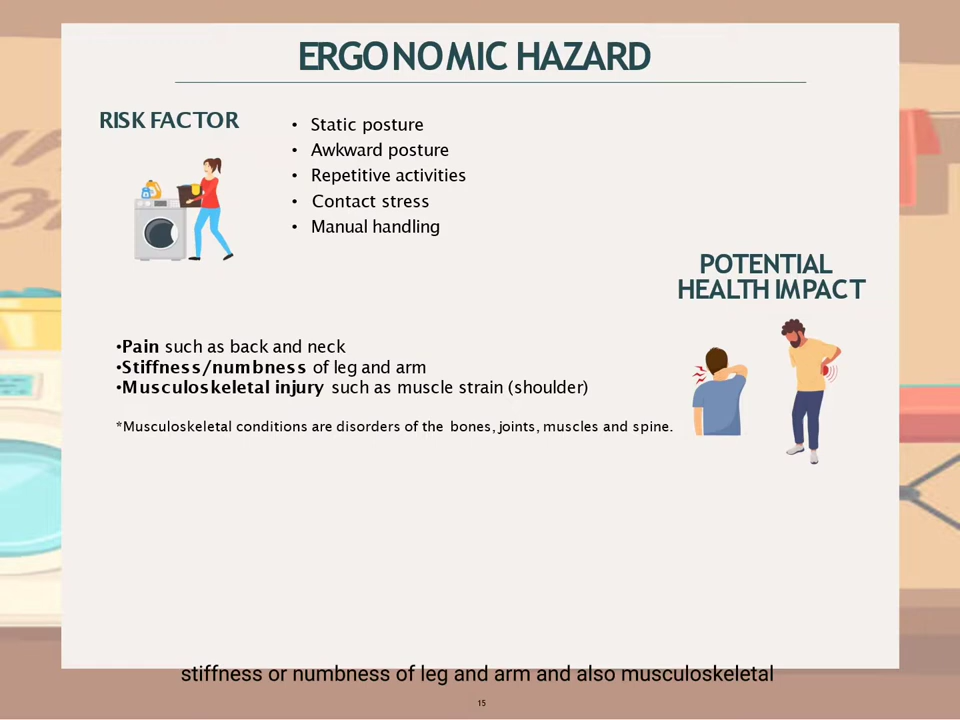 ERGONOMIC HAZARD
RISK FACTOR
• Static posture
• Awkward posture
• Repetitive activities
• Contact stress
• Manual handling
POTENTIAL
HEALTH IMPACT
•Pain such as back and neck
•Stiffness/numbness of leg and arm
•Musculoskeletal injury such as muscle strain (shoulder)
*Musculoskeletal conditions are disorders of the bones, joints, muscles and spine.
stiffness or numbness of leg and arm and also musculoskeletal
15